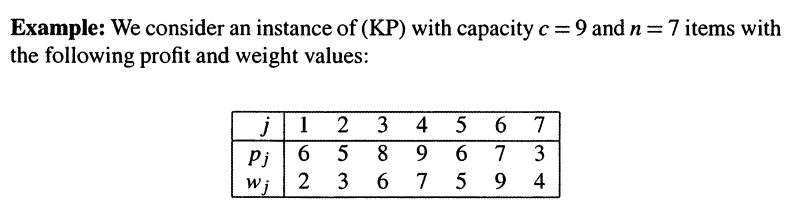 Example: We consider an instance of (KP) with capacity c = 9 and n = 7 items with
the following profit and weight values:
j 1 2 3 4 5 6 7
pj 6 5 8 9 6 7 3
wj 2 3 6 7 5 9 4